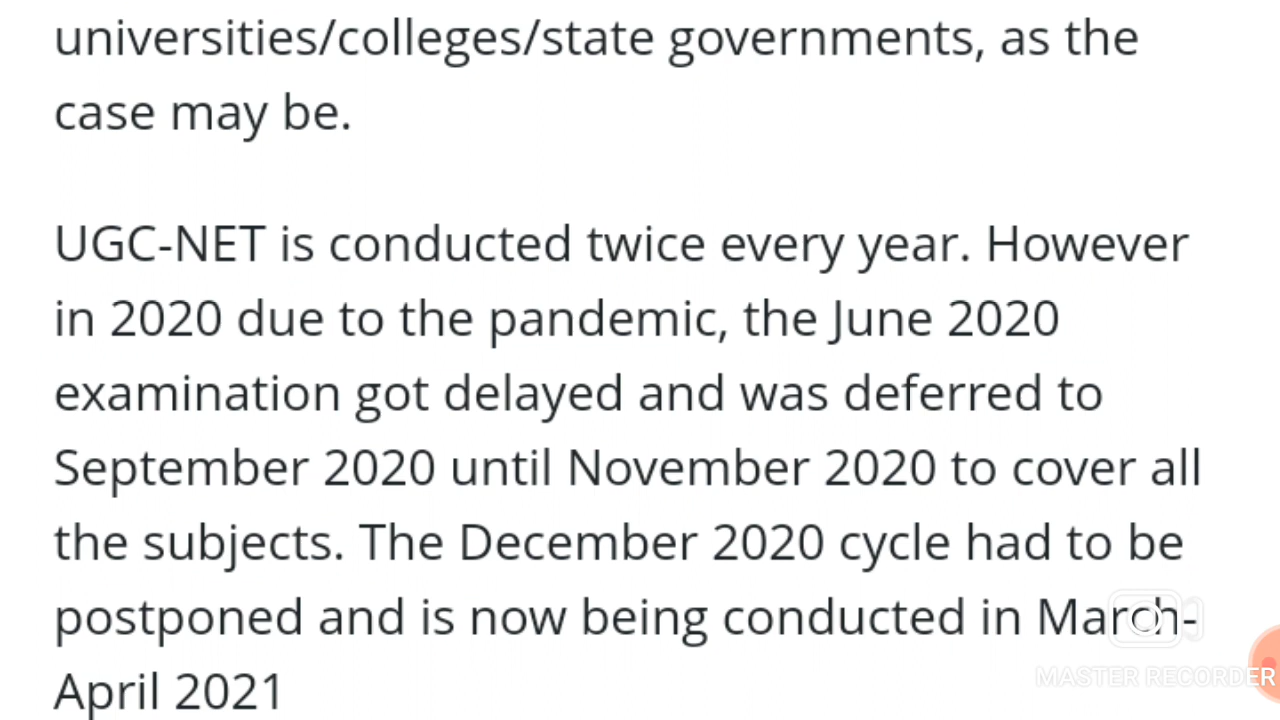 universities/colleges/state governments, as the
case may be.
UGC-NET is conducted twice every year. However
in 2020 due to the pandemic, the June 2020
examination got delayed and was deferred to
September 2020 until November 2020 to cover all
the subjects. The December 2020 cycle had to be
postponed and is now being conducted in March-
April 2021
MASTER RECORDER